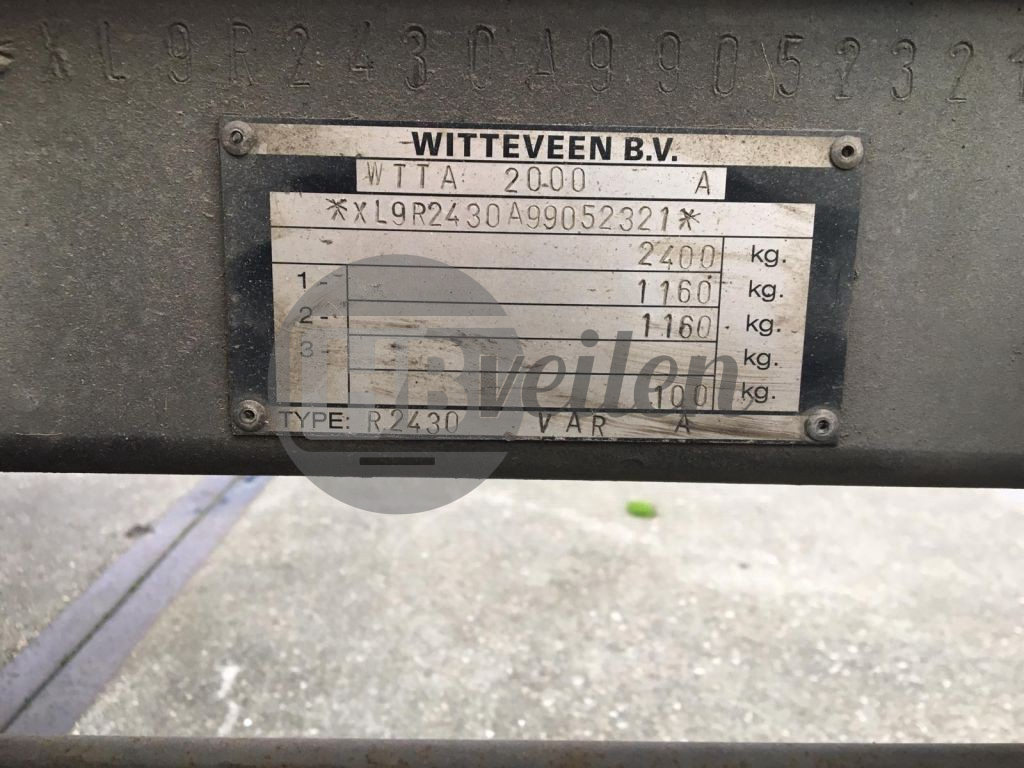 *XL9R2430A99052321
WITTEVEEN B.V.
WTTA 2000 A
*XL9R2430A99052321*
2400 kg.
1 - 1160 kg.
2 - 1160 kg.
3 - kg.
100 kg.
TYPE: R2430 VAR A
veilen